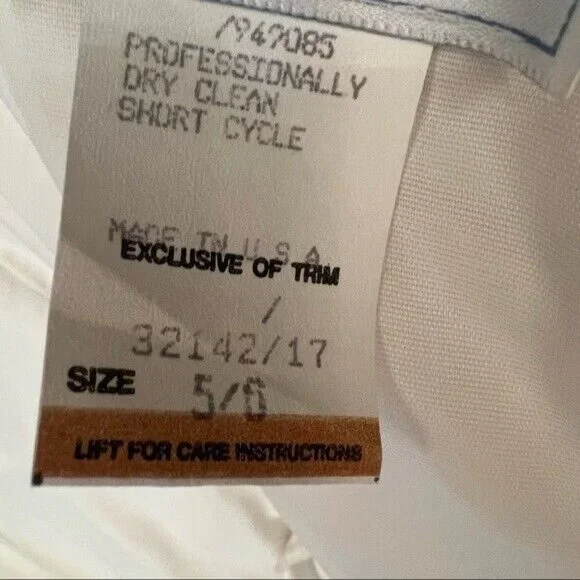 /949085
PROFESSIONALLY
DRY CLEAN
SHORT CYCLE
MADE IN U.S.A.
EXCLUSIVE OF TRIM
/
32142/17
SIZE 5/6
LIFT FOR CARE INSTRUCTIONS